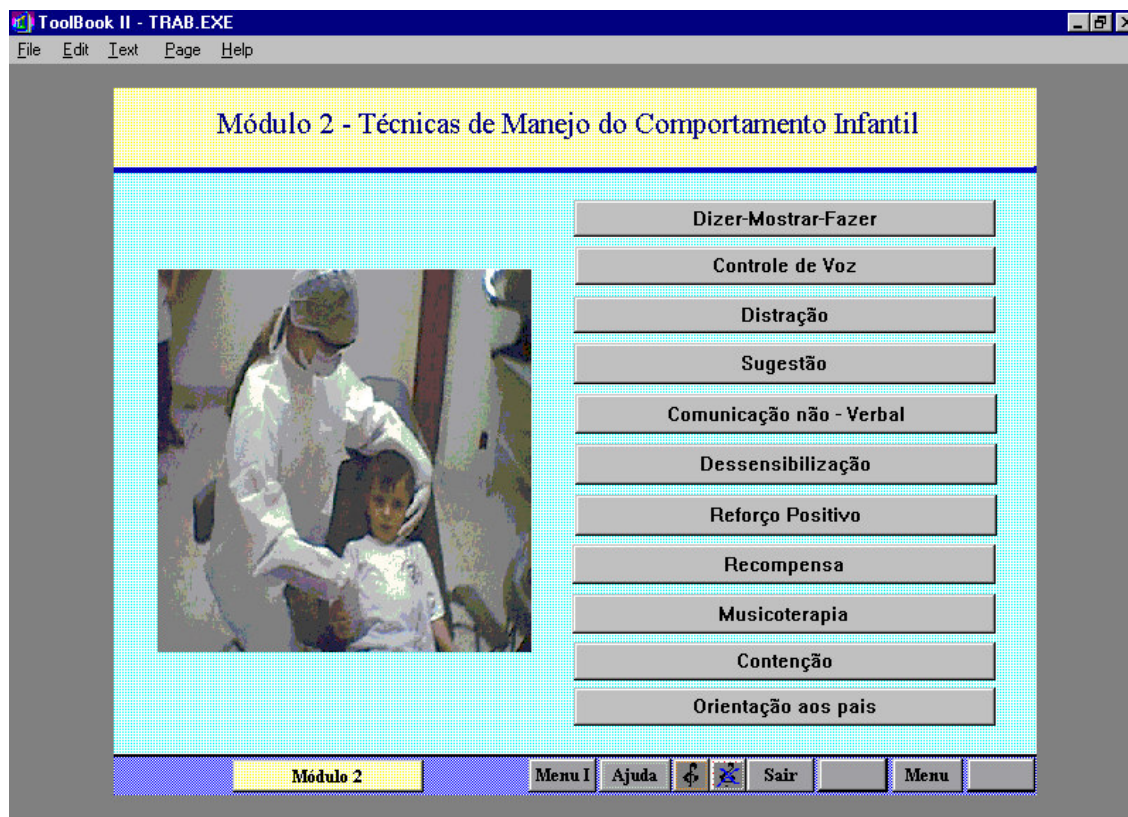 ToolBook II - TRAB.EXE
File Edit Text Page Help
Módulo 2 - Técnicas de Manejo do Comportamento Infantil
Dizer-Mostrar-Fazer
Controle de Voz
Distração
Sugestão
Comunicação não - Verbal
Dessensibilização
Reforço Positivo
Recompensa
Musicoterapia
Contenção
Orientação aos pais
Módulo 2 Menu I Ajuda Sair Menu